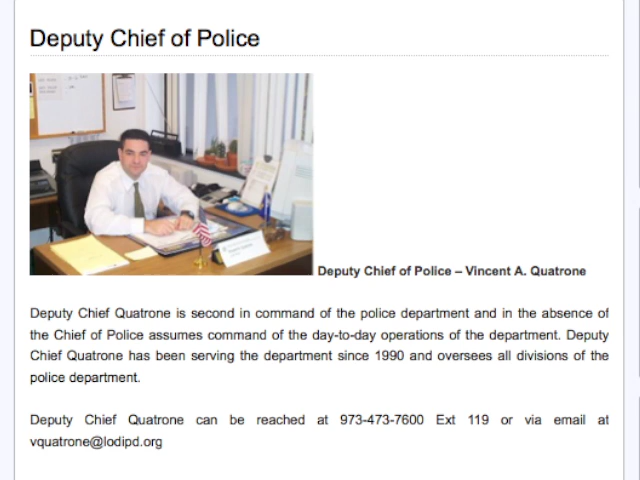 Deputy Chief of Police
Deputy Chief of Police – Vincent A. Quatrone
Deputy Chief Quatrone is second in command of the police department and in the absence of
the Chief of Police assumes command of the day-to-day operations of the department. Deputy
Chief Quatrone has been serving the department since 1990 and oversees all divisions of the
police department.
Deputy Chief Quatrone can be reached at 973-473-7600 Ext 119 or via email at
vquatrone@lodipd.org